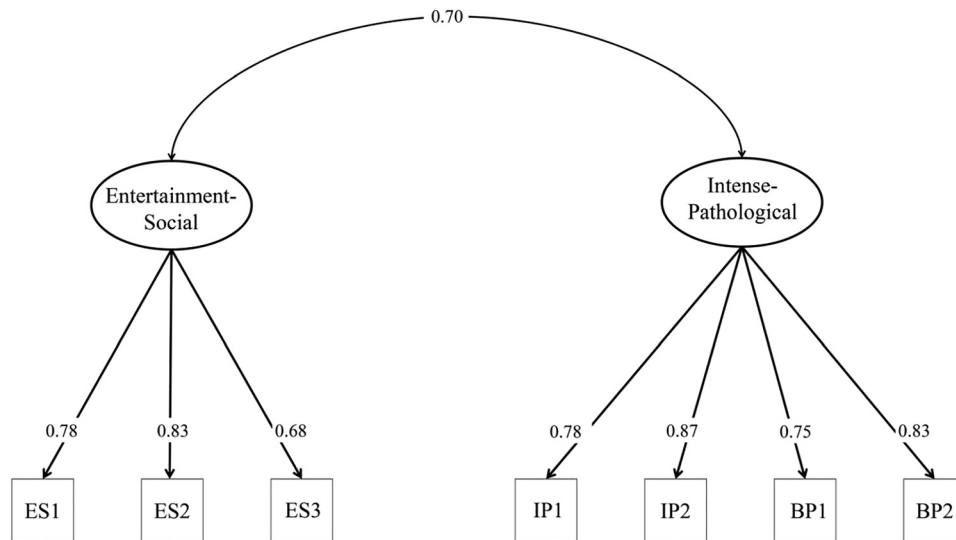 0.70
Entertainment-
Social
Intense-
Pathological
0.78
0.83
0.68
0.78
0.87
0.75
0.83
ES1
ES2
ES3
IP1
IP2
BP1
BP2